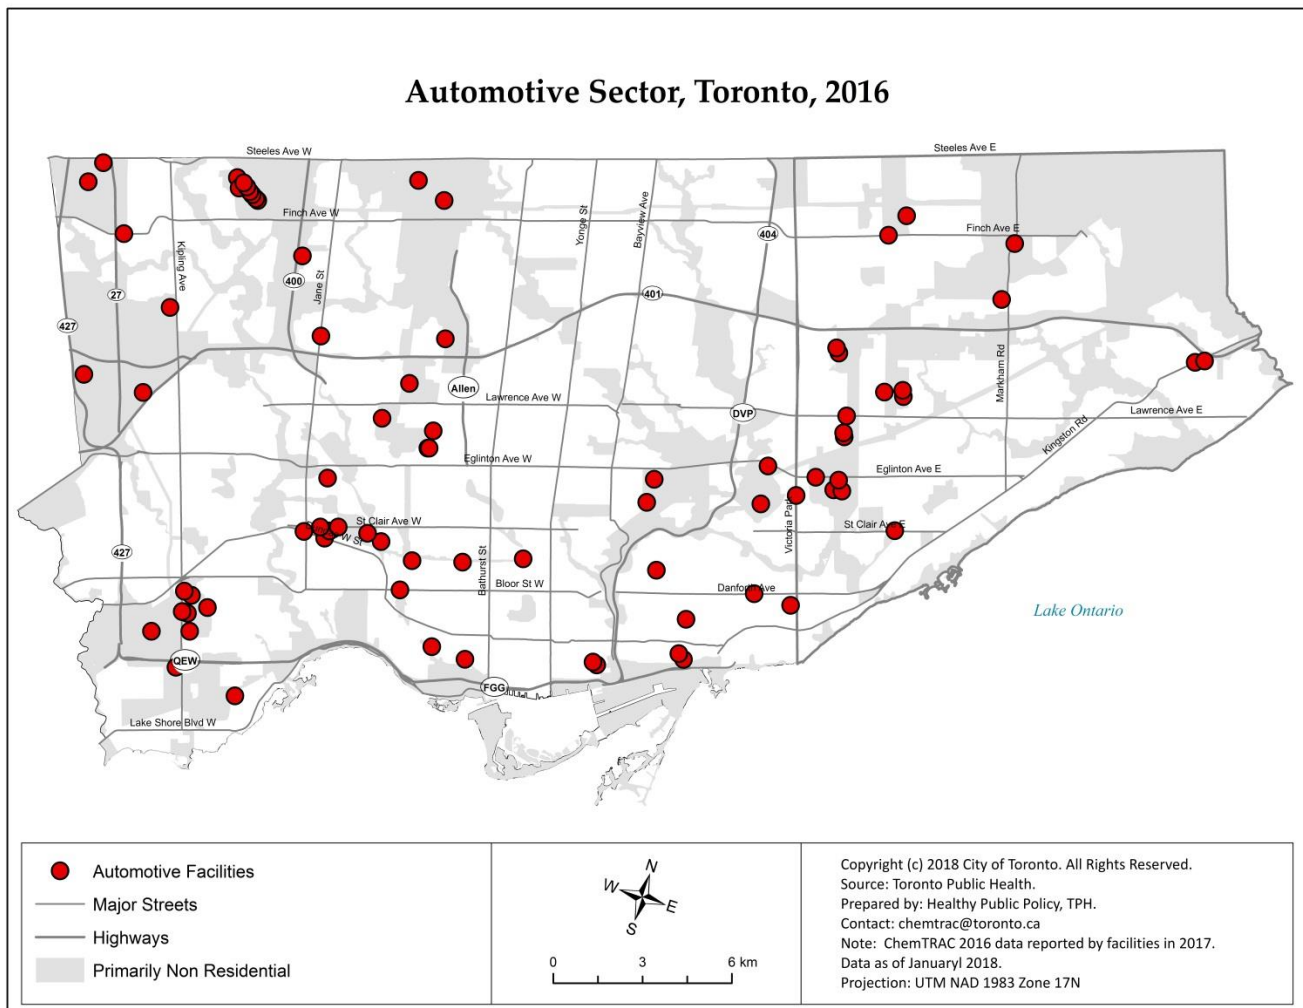 Automotive Sector, Toronto, 2016
Steeles Ave W
Steeles Ave E
Finch Ave W
Finch Ave E
Kipling Ave
Jane St
Yonge St
Bayview Ave
404
400
401
27
427
Markham Rd
Allen
DVP
Lawrence Ave W
Lawrence Ave E
Kingston Rd
Eglinton Ave W
Eglinton Ave E
Victoria Park
St Clair Ave W
St Clair Ave E
W St
427
Bathurst St
Bloor St W
Danforth Ave
Lake Ontario
QEW
FGG
Lake Shore Blvd W
Automotive Facilities
Major Streets
Highways
Primarily Non Residential
N
W
E
S
0 3 6 km
Copyright (c) 2018 City of Toronto. All Rights Reserved.
Source: Toronto Public Health.
Prepared by: Healthy Public Policy, TPH.
Contact: chemtrac@toronto.ca
Note: ChemTRAC 2016 data reported by facilities in 2017.
Data as of Januaryl 2018.
Projection: UTM NAD 1983 Zone 17N